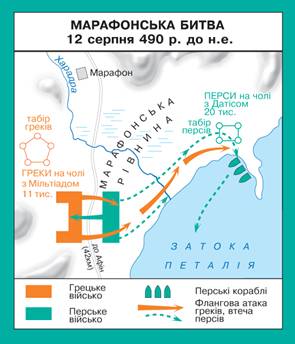 МАРАФОНСЬКА БИТВА
12 серпня 490 р. до н.е.
Харадра
Марафон
ПЕРСИ на чолі
з Датісом
20 тис.
МАРАФОНСЬКА
РІВНИНА
табір
греків
табір
персів
ГРЕКИ на чолі
з Мільтіадом
11 тис.
до Афін
(42км)
ЗАТОКА
ПЕТАЛІЯ
Грецьке
військо
Перське
військо
Перські кораблі
Флангова атака
греків, втеча
персів